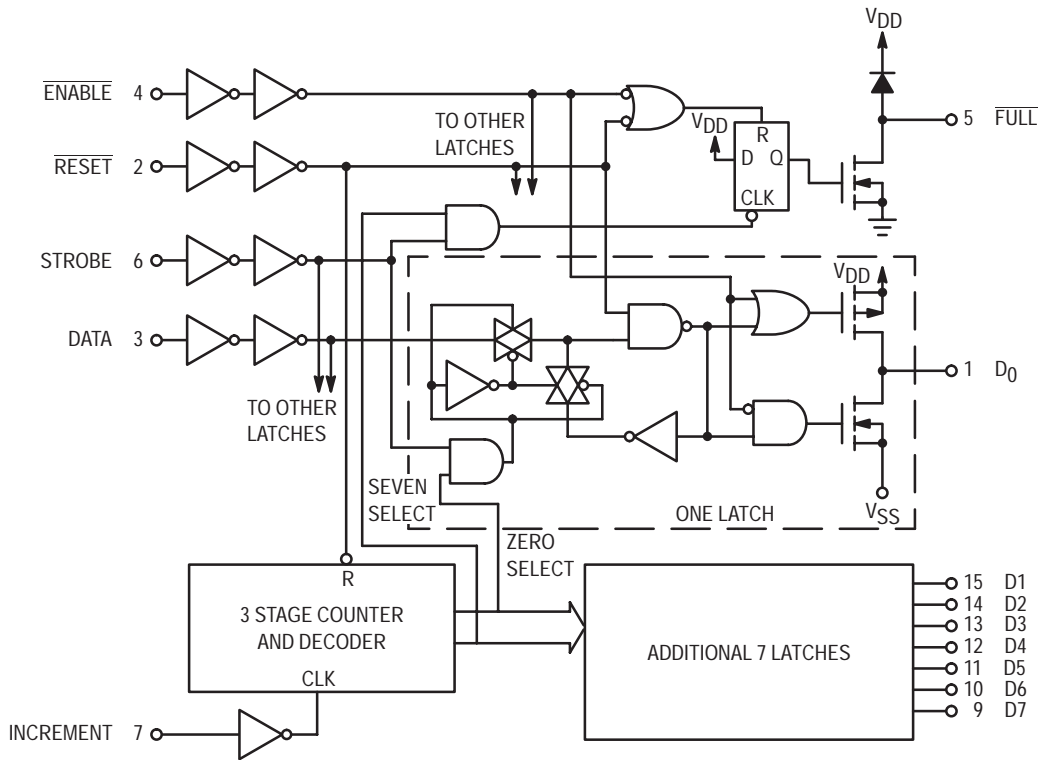 VDD
ENABLE 4
5 FULL
TO OTHER
LATCHES
VDD
R
D Q
CLK
RESET 2
STROBE 6
VDD
DATA 3
1 D0
TO OTHER
LATCHES
SEVEN
SELECT
ONE LATCH
VSS
ZERO
SELECT
R
3 STAGE COUNTER
AND DECODER
CLK
ADDITIONAL 7 LATCHES
15 D1
14 D2
13 D3
12 D4
11 D5
10 D6
9 D7
INCREMENT 7